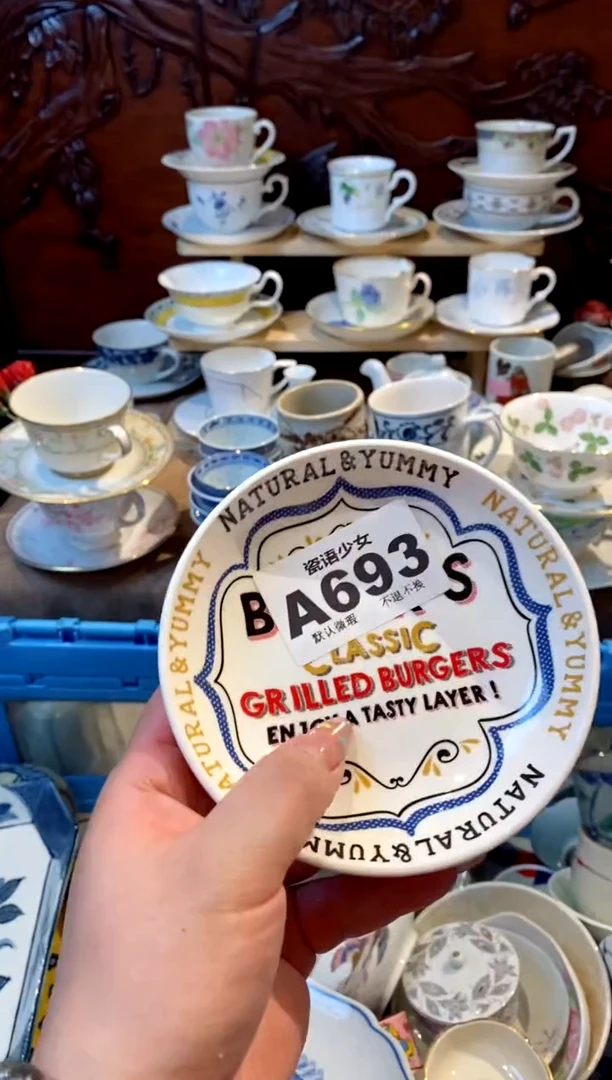 NATURAL & YUMMY
NATURAL & YUMMY
NATURAL & YUMMY
瓷语少女
A693
默认微瑕 不退不换
CLASSIC
GRILLED BURGERS
ENJOY A TASTY LAYER!
NATURAL & YUMMY